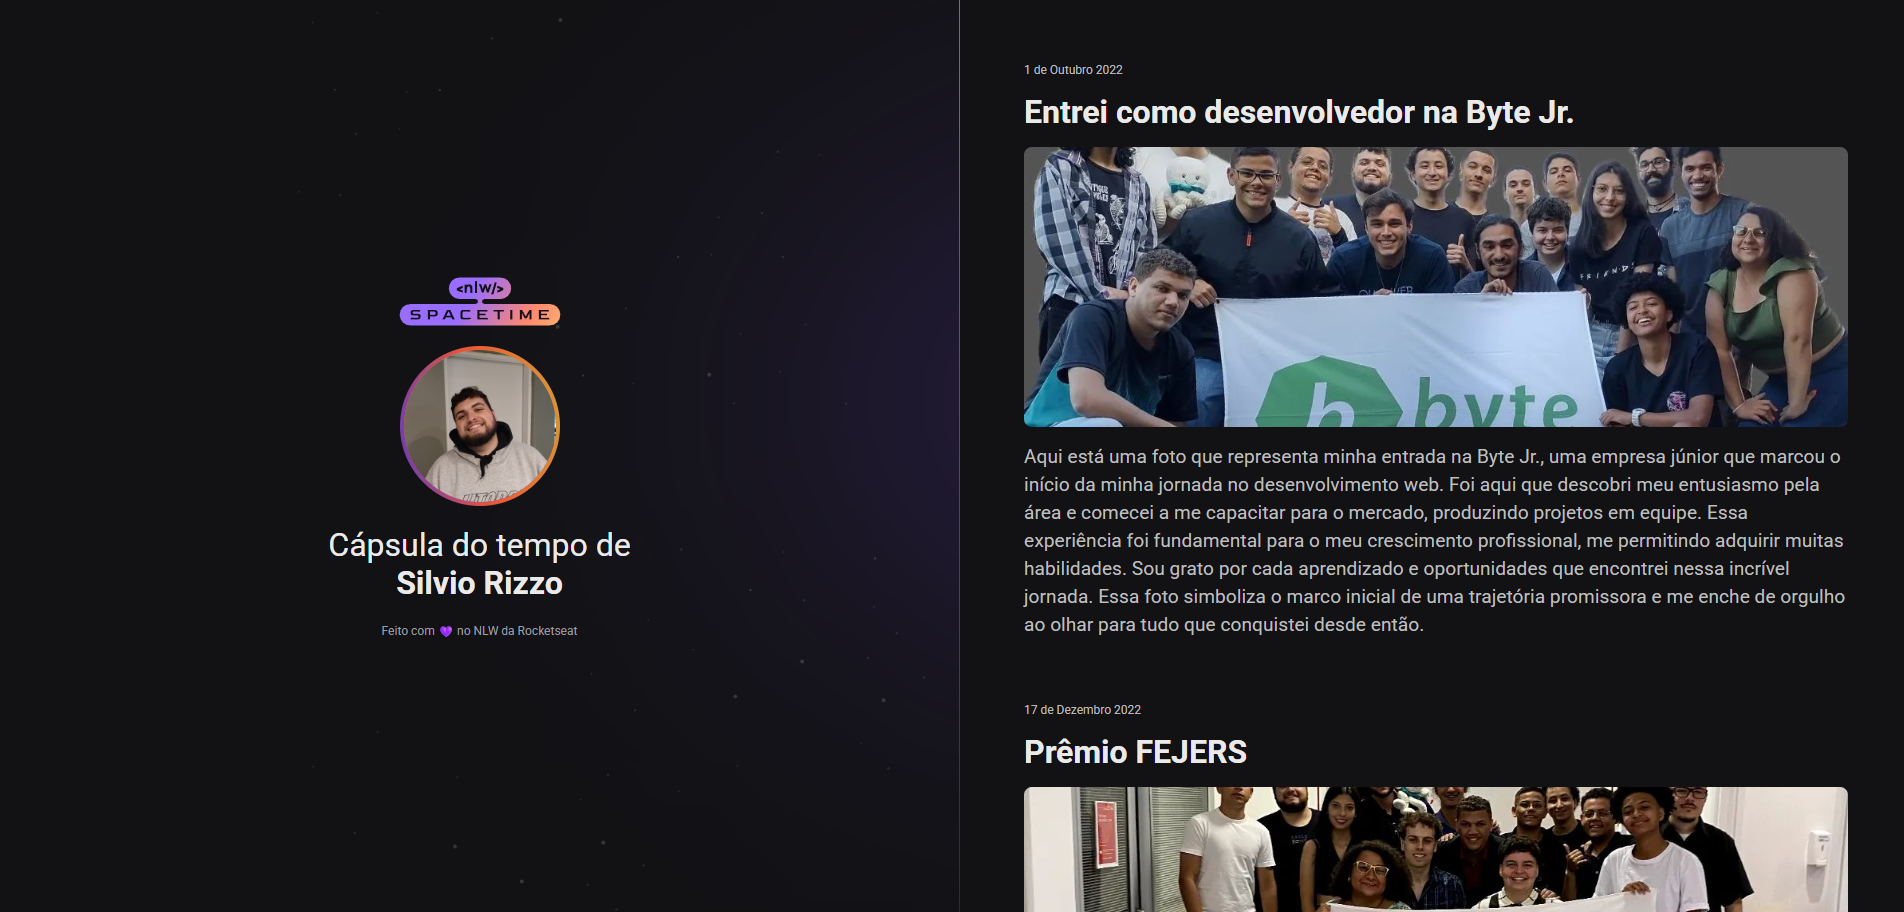 <nlw/>
SPACETIME
Cápsula do tempo de
Silvio Rizzo
Feito com 💜 no NLW da Rocketseat
1 de Outubro 2022
Entrei como desenvolvedor na Byte Jr.
FRIENDS
b byte
Aqui está uma foto que representa minha entrada na Byte Jr., uma empresa júnior que marcou o
início da minha jornada no desenvolvimento web. Foi aqui que descobri meu entusiasmo pela
área e comecei a me capacitar para o mercado, produzindo projetos em equipe. Essa
experiência foi fundamental para o meu crescimento profissional, me permitindo adquirir muitas
habilidades. Sou grato por cada aprendizado e oportunidades que encontrei nessa incrível
jornada. Essa foto simboliza o marco inicial de uma trajetória promissora e me enche de orgulho
ao olhar para tudo que conquistei desde então.
17 de Dezembro 2022
Prêmio FEJERS